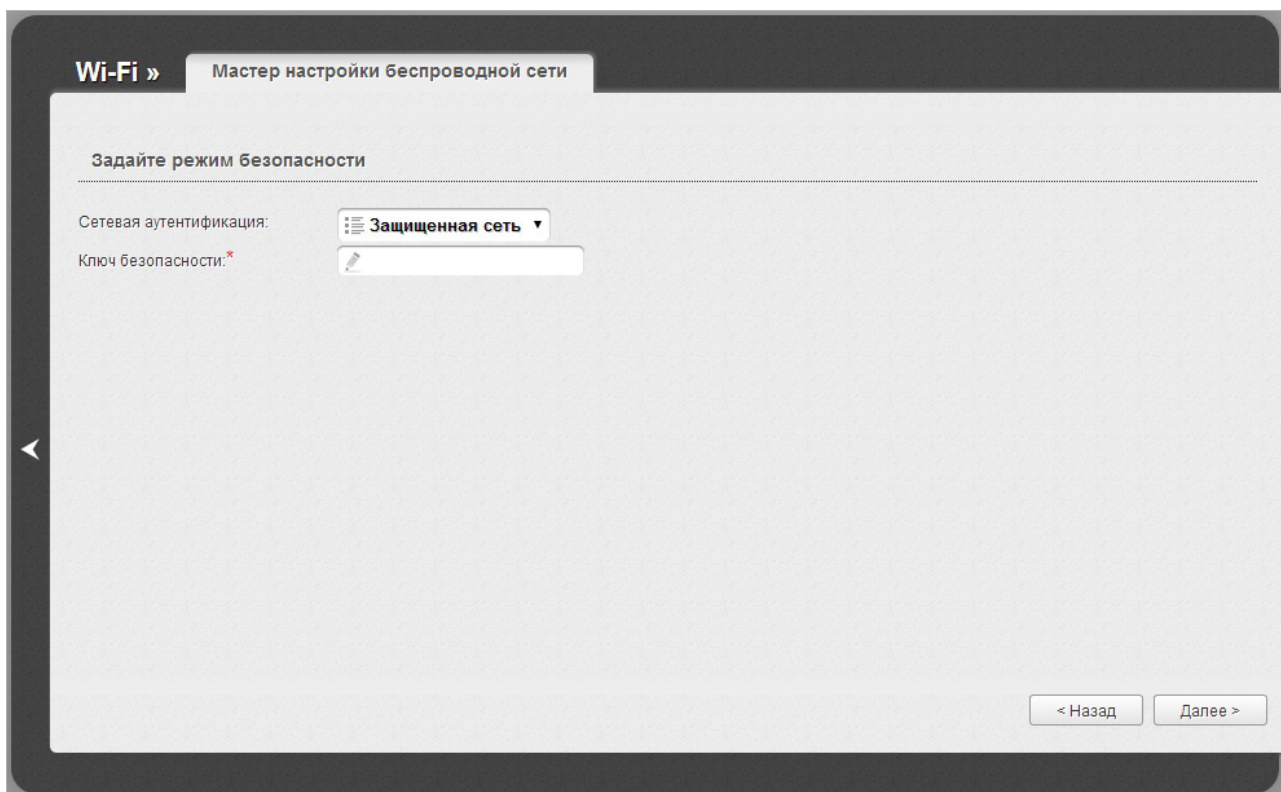 Wi-Fi » Мастер настройки беспроводной сети
Задайте режим безопасности
Сетевая аутентификация: Защищенная сеть
Ключ безопасности:*
< Назад Далее >